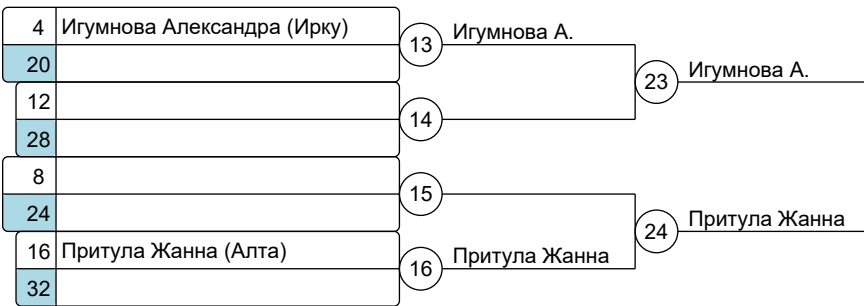 4 Игумнова Александра (Ирку)
20
12
28
8
24
16 Притула Жанна (Алта)
32
13 Игумнова А.
14
15
16 Притула Жанна
23 Игумнова А.
24 Притула Жанна